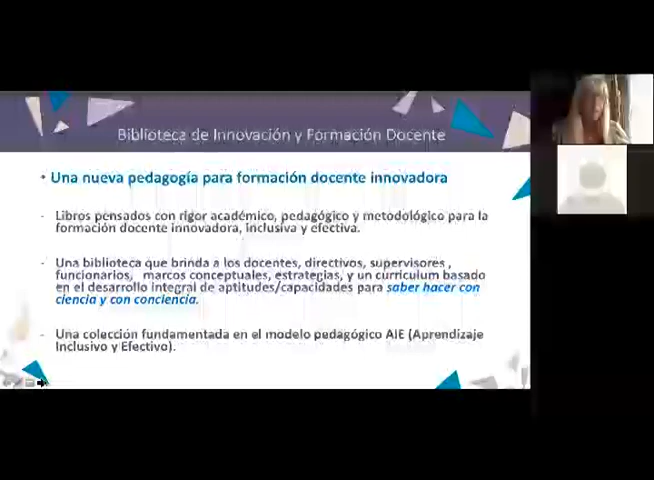 Biblioteca de Innovación y Formación Docente
• Una nueva pedagogía para formación docente innovadora
- Libros pensados con rigor académico, pedagógico y metodológico para la
formación docente innovadora, inclusiva y efectiva.
- Una biblioteca que brinda a los docentes, directivos, supervisores ,
funcionarios, marcos conceptuales, estrategias, y un curriculum basado
en el desarrollo integral de aptitudes/capacidades para saber hacer con
ciencia y con conciencia.
- Una colección fundamentada en el modelo pedagógico AIE (Aprendizaje
Inclusivo y Efectivo).